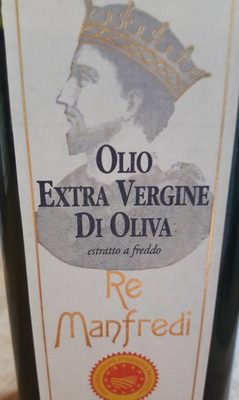 OLIO
EXTRA VERGINE
DI OLIVA
estratto a freddo
Re
Manfredi